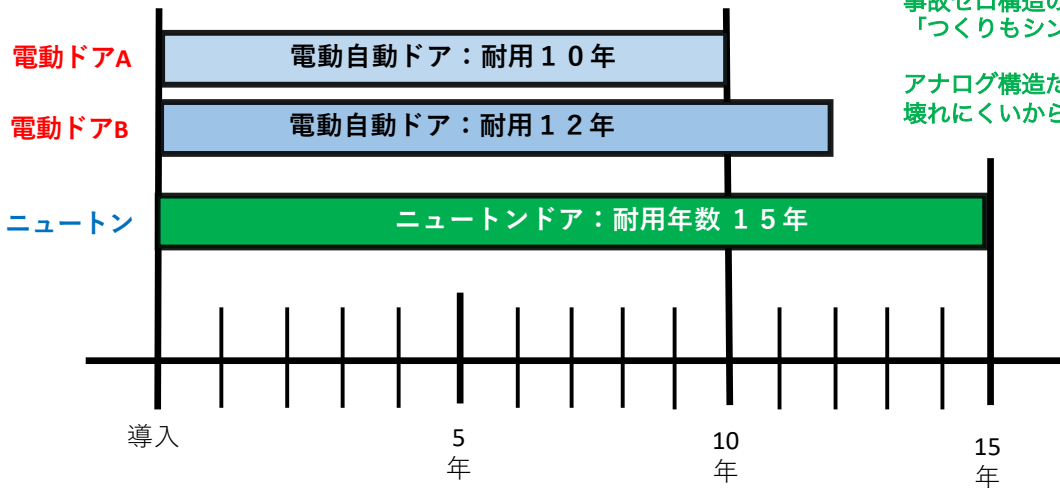 事故ゼロ構造の
「つくりもシン
アナログ構造だ
壊れにくいから
電動ドアA
電動自動ドア：耐用１０年
電動ドアB
電動自動ドア：耐用１２年
ニュートン
ニュートンドア：耐用年数 １５年
導入
5
年
10
年
15
年